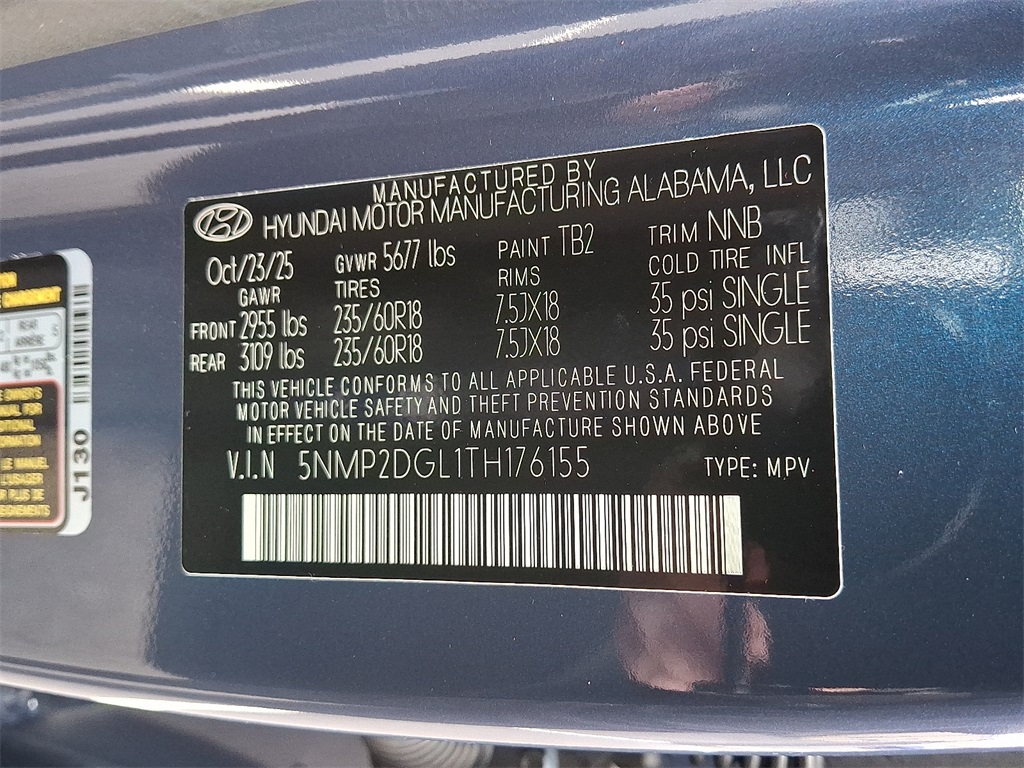 MANUFACTURED BY
HYUNDAI MOTOR MANUFACTURING ALABAMA, LLC
Oct/23/25 GVWR 5677 lbs PAINT TB2 TRIM NNB
GAWR TIRES RIMS COLD TIRE INFL
FRONT 2955 lbs 235/60R18 7.5JX18 35 psi SINGLE
REAR 3109 lbs 235/60R18 7.5JX18 35 psi SINGLE
THIS VEHICLE CONFORMS TO ALL APPLICABLE U.S.A. FEDERAL
MOTOR VEHICLE SAFETY AND THEFT PREVENTION STANDARDS
IN EFFECT ON THE DATE OF MANUFACTURE SHOWN ABOVE
V.I.N 5NMP2DGL1TH176155 TYPE: MPV
REAR
J130